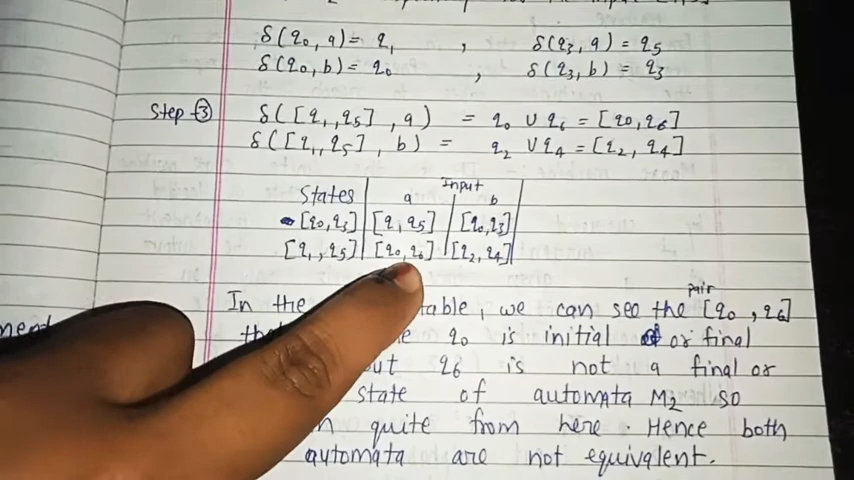 δ(q0, a) = q1 , δ(q3, a) = q5
δ(q0, b) = q0 , δ(q3, b) = q3
Step-3 δ([q1, q5], a) = q0 ∪ q6 = [q0, q6]
δ([q1, q5], b) = q2 ∪ q4 = [q2, q4]
Input
States a b
[q0, q3] [q1, q5] [q0, q3]
[q1, q5] [q0, q6] [q2, q4]
pair
In the table, we can see the [q0, q6]
q0 is initial or final
q6 is not a final or
state of automata M2 so
quite from here. Hence both
automata are not equivalent.